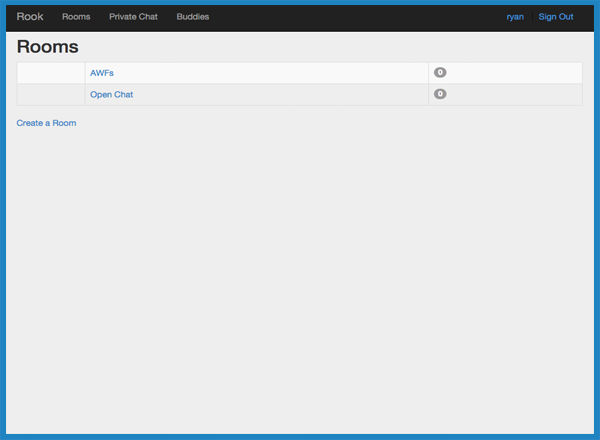 Rook Rooms Private Chat Buddies ryan Sign Out
Rooms
AWFs 0
Open Chat 0
Create a Room